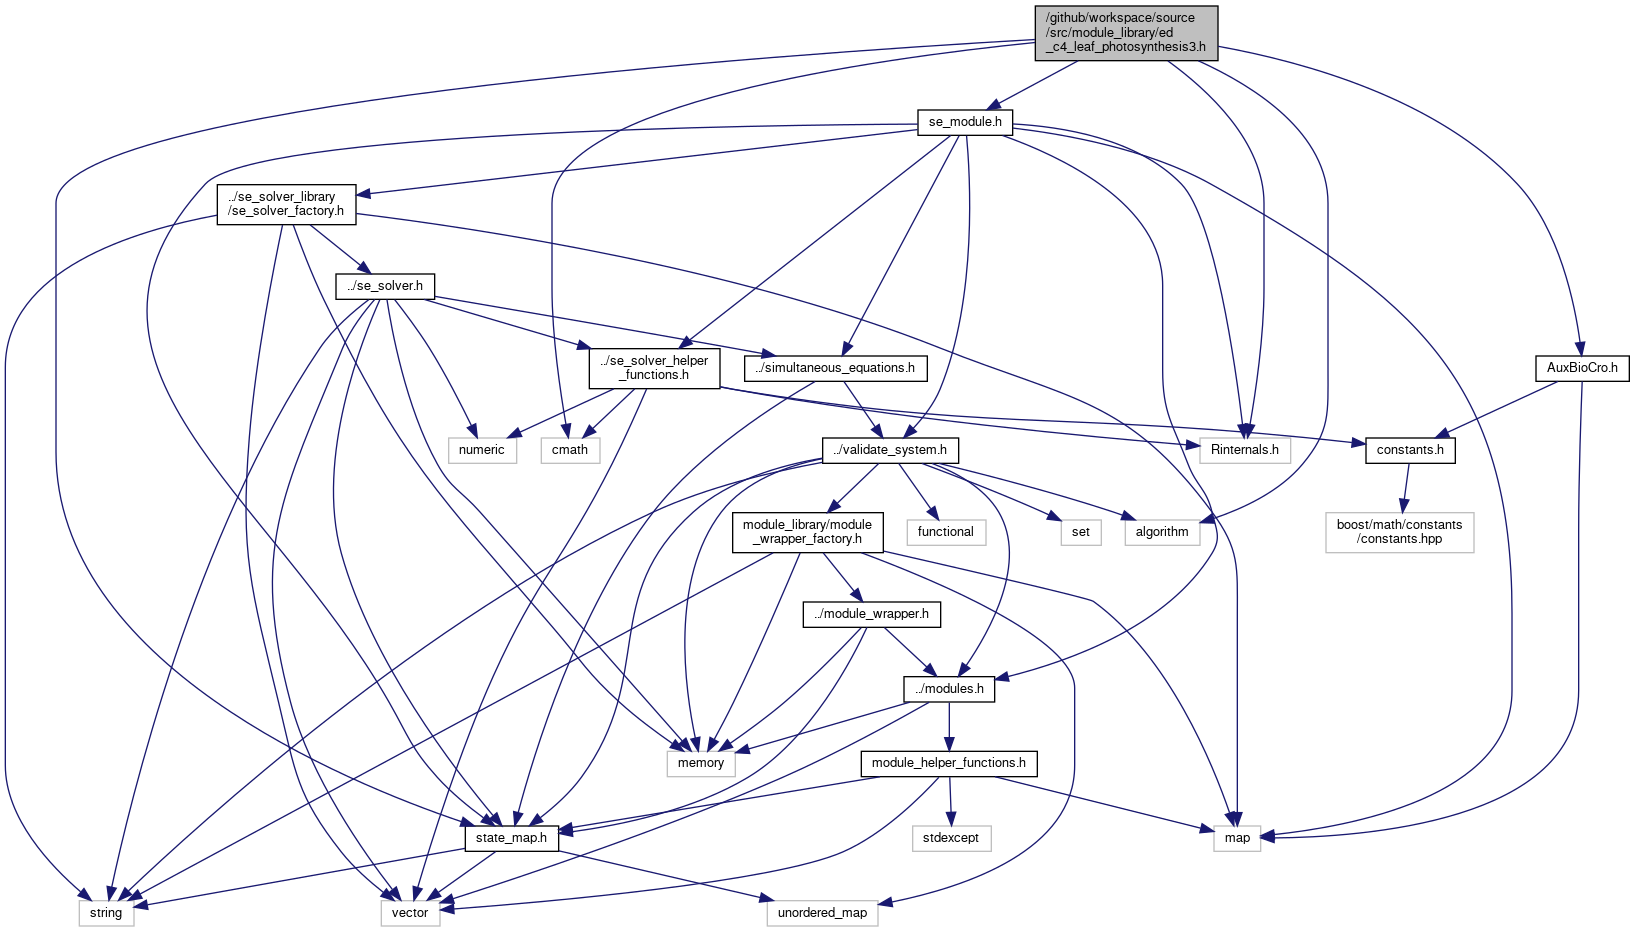 /github/workspace/source
/src/module_library/ed
_c4_leaf_photosynthesis3.h
se_module.h
../se_solver_library
/se_solver_factory.h
../se_solver.h
../se_solver_helper
_functions.h
../simultaneous_equations.h
AuxBioCro.h
numeric
cmath
../validate_system.h
Rinternals.h
constants.h
module_library/module
_wrapper_factory.h
functional
set
algorithm
boost/math/constants
/constants.hpp
../module_wrapper.h
../modules.h
memory
module_helper_functions.h
state_map.h
stdexcept
map
string
vector
unordered_map